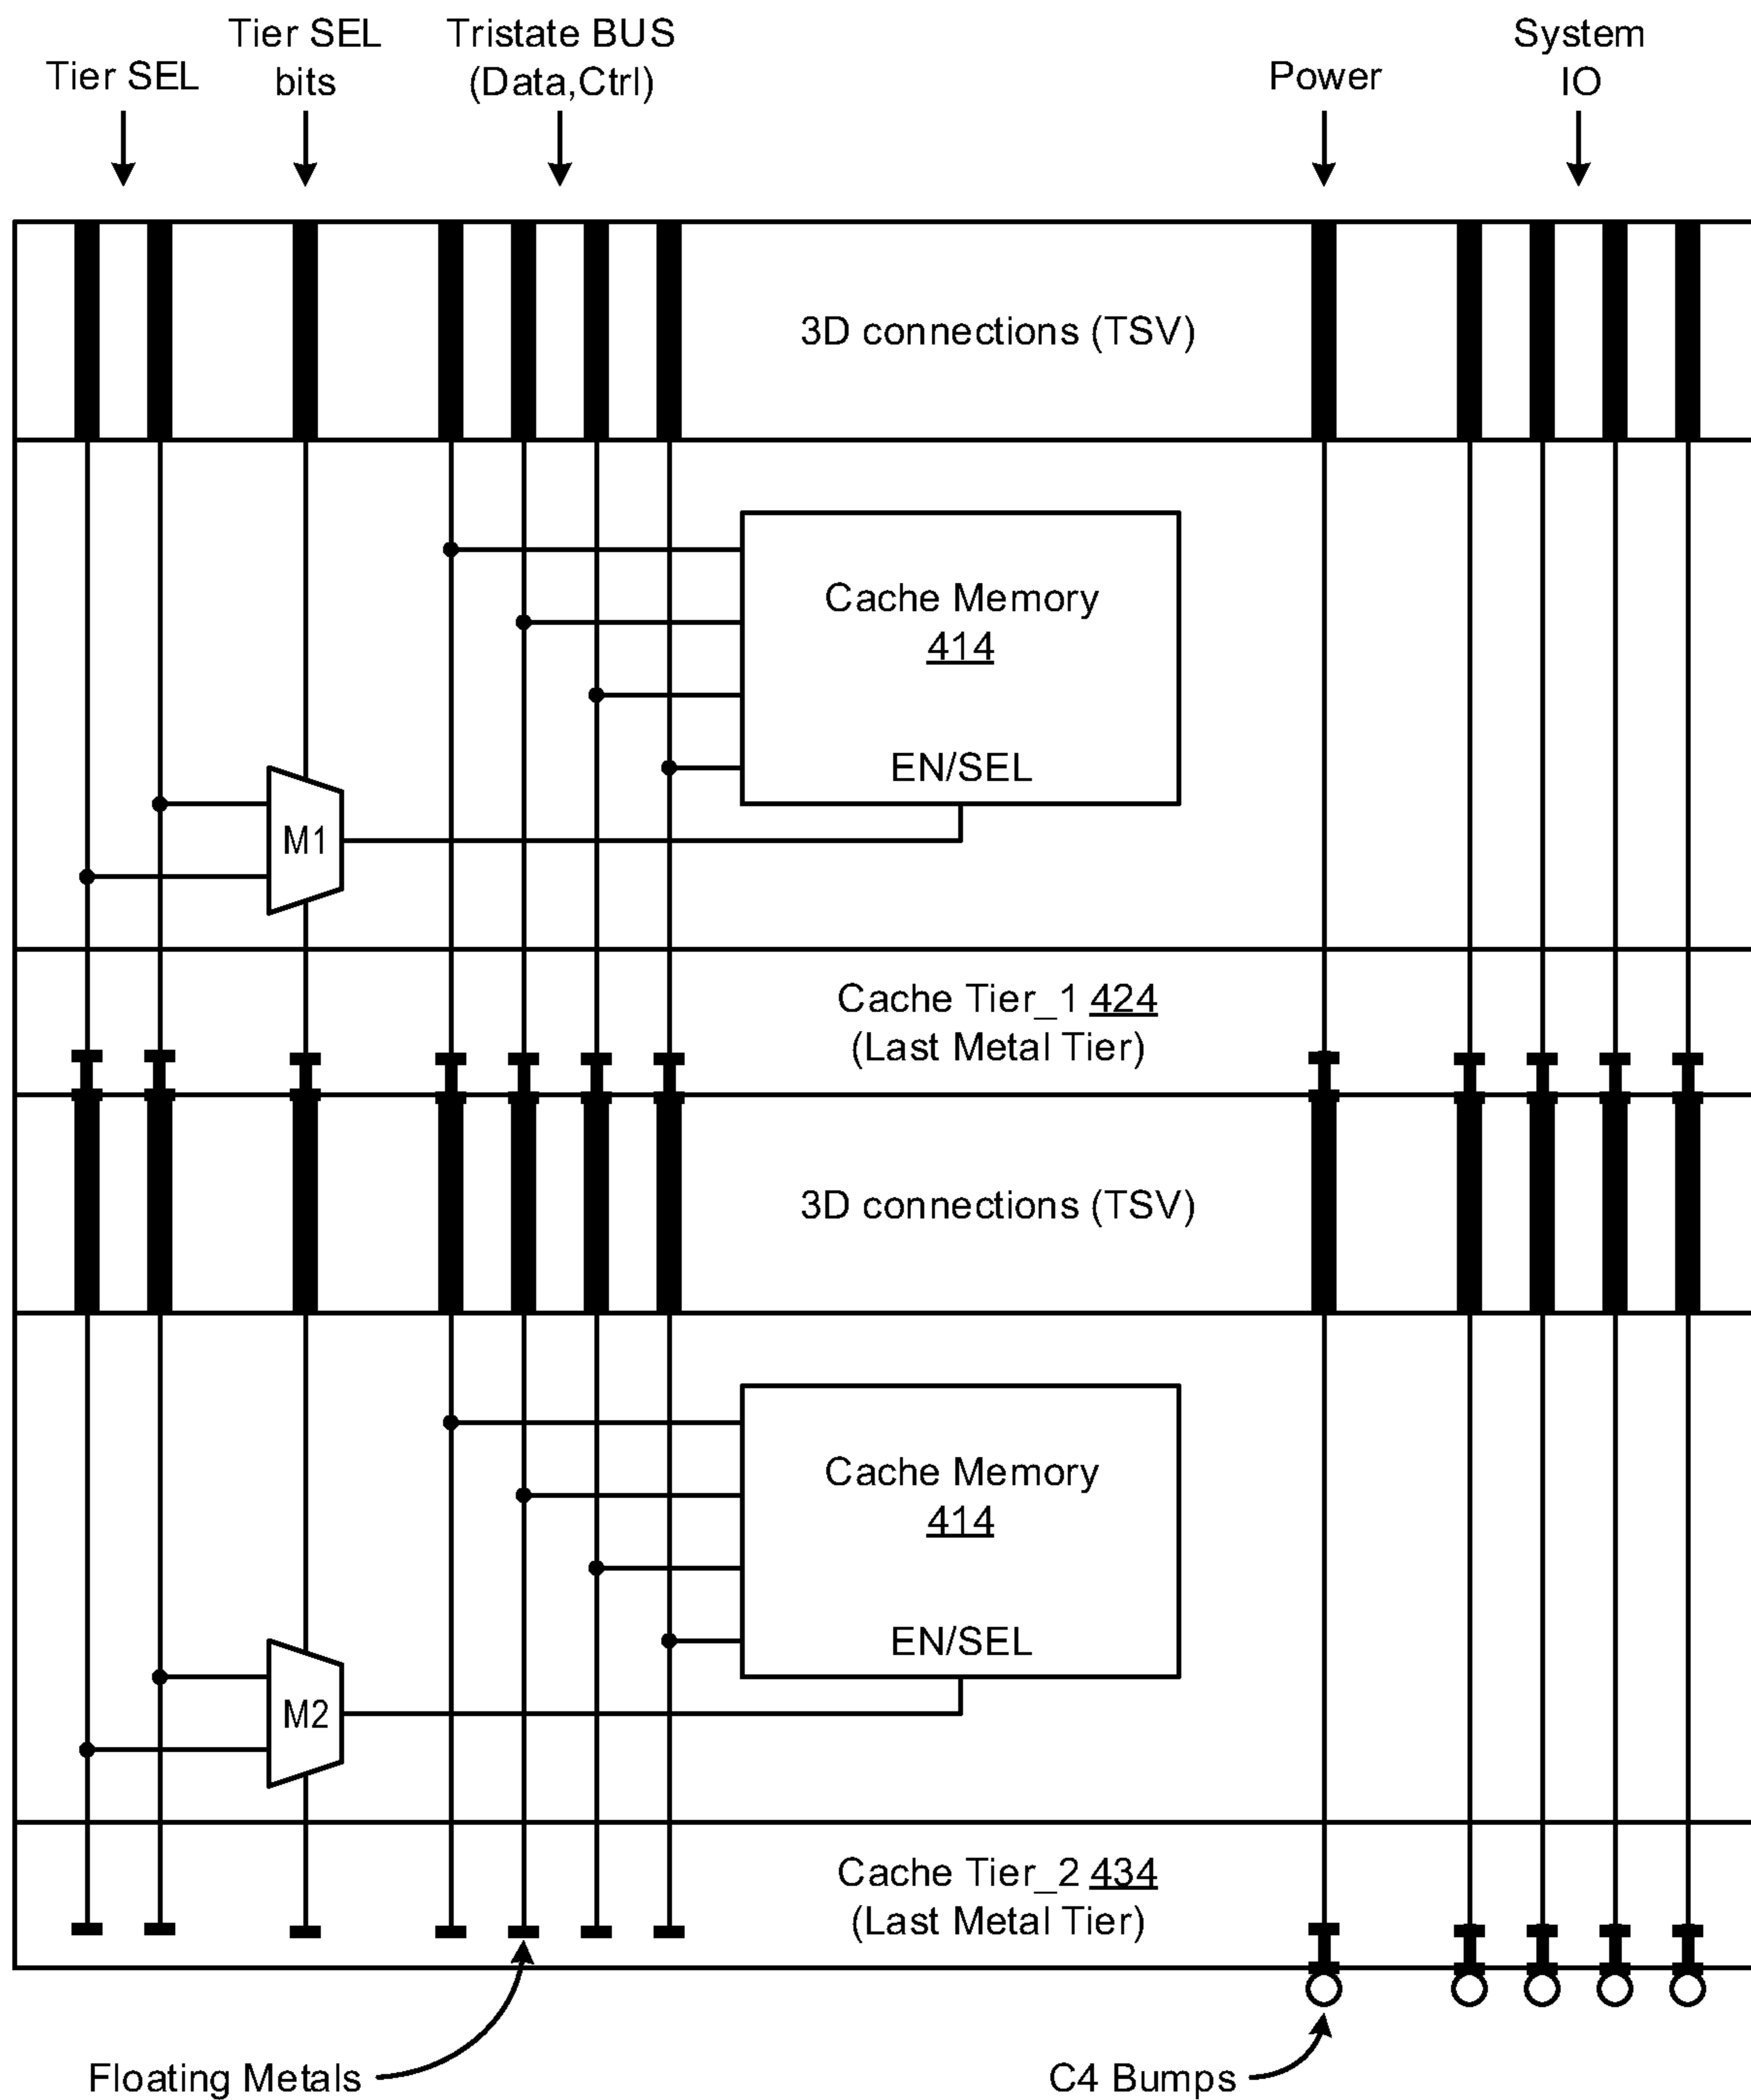 Tier SEL
Tier SEL
bits
Tristate BUS
(Data,Ctrl)
Power
System
IO
3D connections (TSV)
Cache Memory
414
EN/SEL
M1
Cache Tier_1 424
(Last Metal Tier)
3D connections (TSV)
Cache Memory
414
EN/SEL
M2
Cache Tier_2 434
(Last Metal Tier)
Floating Metals
C4 Bumps